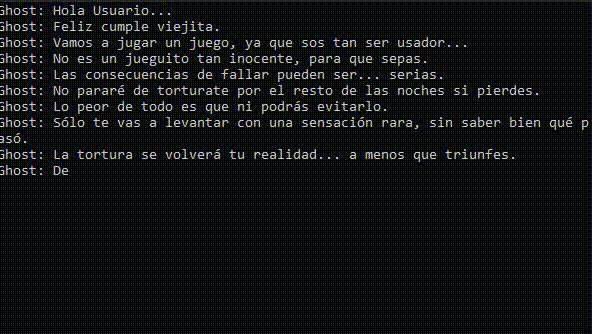 Ghost: Hola Usuario...
Ghost: Feliz cumple viejita.
Ghost: Vamos a jugar un juego, ya que sos tan ser usador...
Ghost: No es un jueguito tan inocente, para que sepas.
Ghost: Las consecuencias de fallar pueden ser... serias.
Ghost: No pararé de torturate por el resto de las noches si pierdes.
Ghost: Lo peor de todo es que ni podrás evitarlo.
Ghost: Sólo te vas a levantar con una sensación rara, sin saber bien qué p
asó.
Ghost: La tortura se volverá tu realidad... a menos que triunfes.
Ghost: De